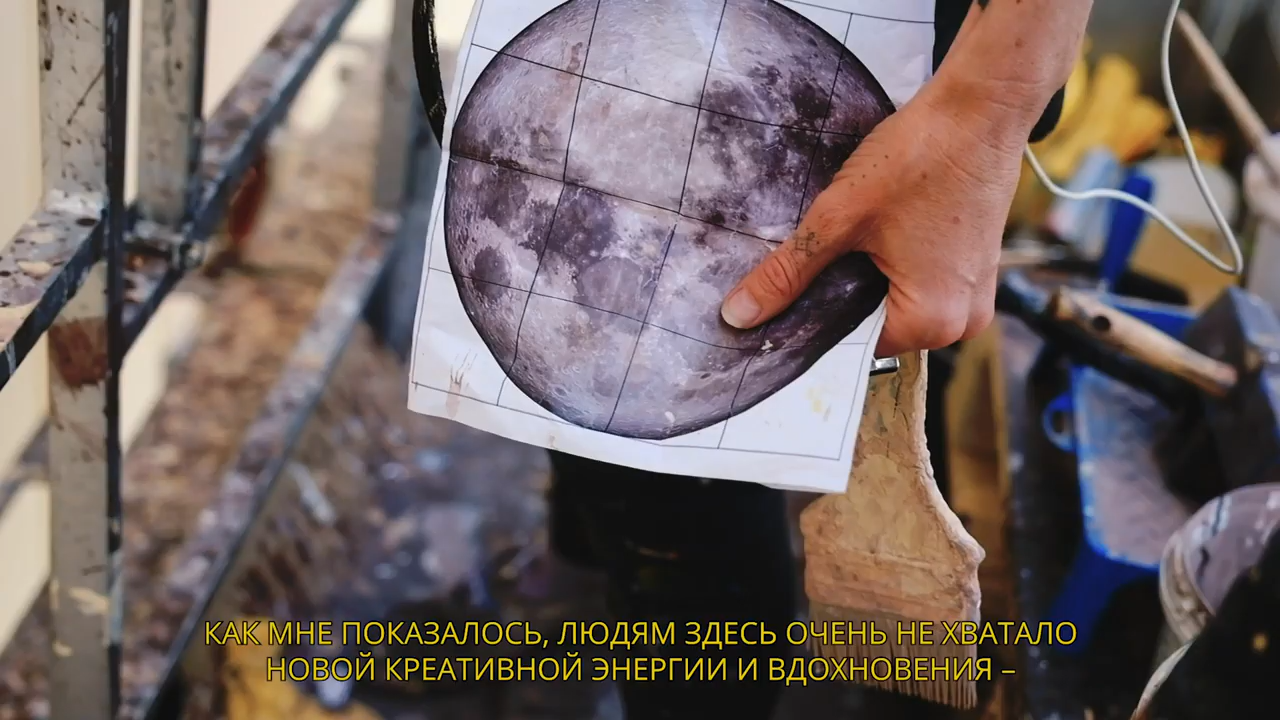 КАК МНЕ ПОКАЗАЛОСЬ, ЛЮДЯМ ЗДЕСЬ ОЧЕНЬ НЕ ХВАТАЛО
НОВОЙ КРЕАТИВНОЙ ЭНЕРГИИ И ВДОХНОВЕНИЯ –